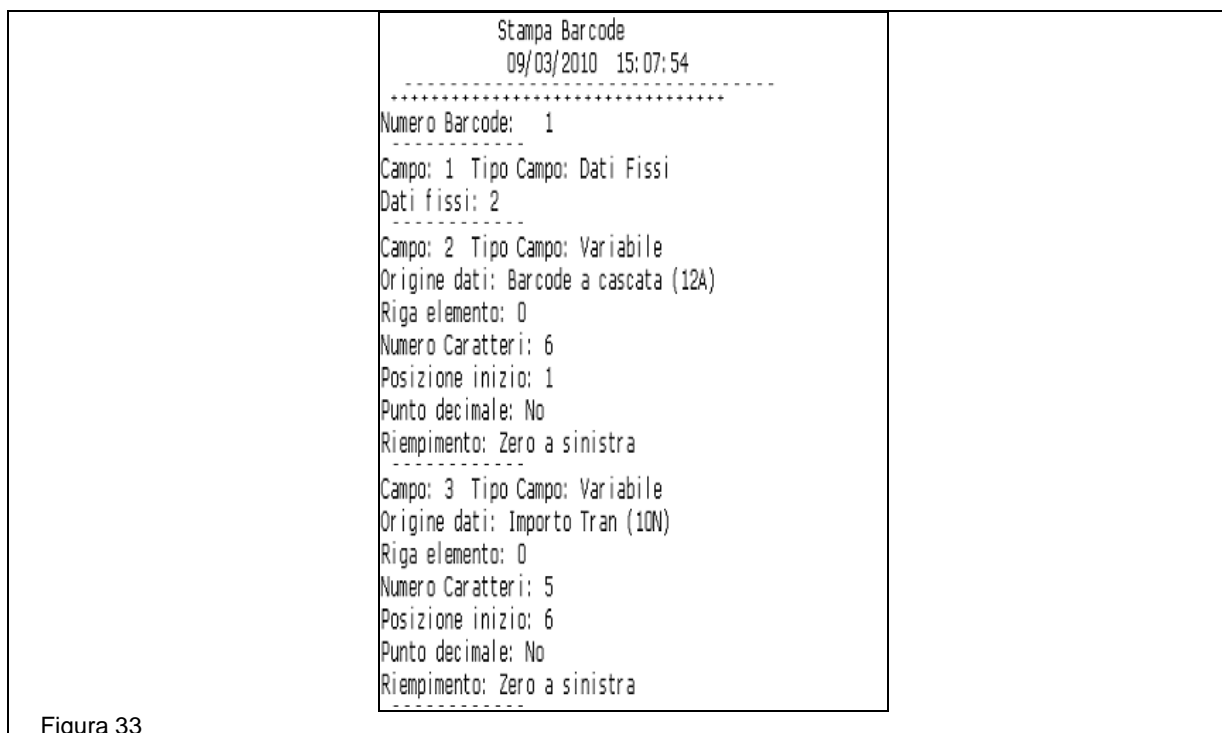 Stampa Barcode
09/03/2010 15:07:54
---------------------------------
+++++++++++++++++++++++++++++++++
Numero Barcode: 1
------------
Campo: 1 Tipo Campo: Dati Fissi
Dati fissi: 2
------------
Campo: 2 Tipo Campo: Variabile
Origine dati: Barcode a cascata (12A)
Riga elemento: 0
Numero Caratteri: 6
Posizione inizio: 1
Punto decimale: No
Riempimento: Zero a sinistra
------------
Campo: 3 Tipo Campo: Variabile
Origine dati: Importo Tran (10N)
Riga elemento: 0
Numero Caratteri: 5
Posizione inizio: 6
Punto decimale: No
Riempimento: Zero a sinistra
------------
Figura 33